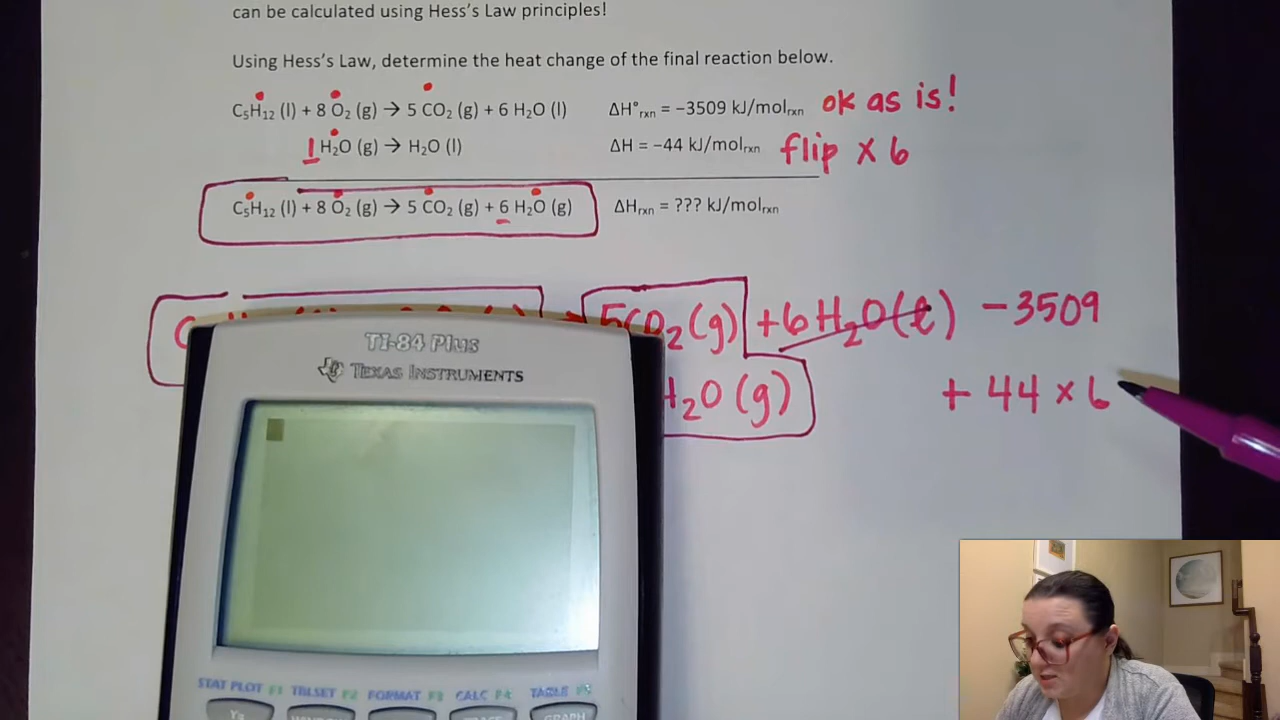 can be calculated using Hess's Law principles!
Using Hess's Law, determine the heat change of the final reaction below.
C₅H₁₂ (l) + 8 O₂ (g) → 5 CO₂ (g) + 6 H₂O (l) ΔH°rxn = −3509 kJ/molrxn ok as is!
1 H₂O (g) → H₂O (l) ΔH = −44 kJ/molrxn flip × 6
C₅H₁₂ (l) + 8 O₂ (g) → 5 CO₂ (g) + 6 H₂O (g) ΔHrxn = ??? kJ/molrxn
5CO₂(g) + 6H₂O(l) −3509
H₂O(g) + 44 × 6
TI-84 Plus
TEXAS INSTRUMENTS
STAT PLOT F1 TBLSET F2 FORMAT F3 CALC F4 TABLE F5